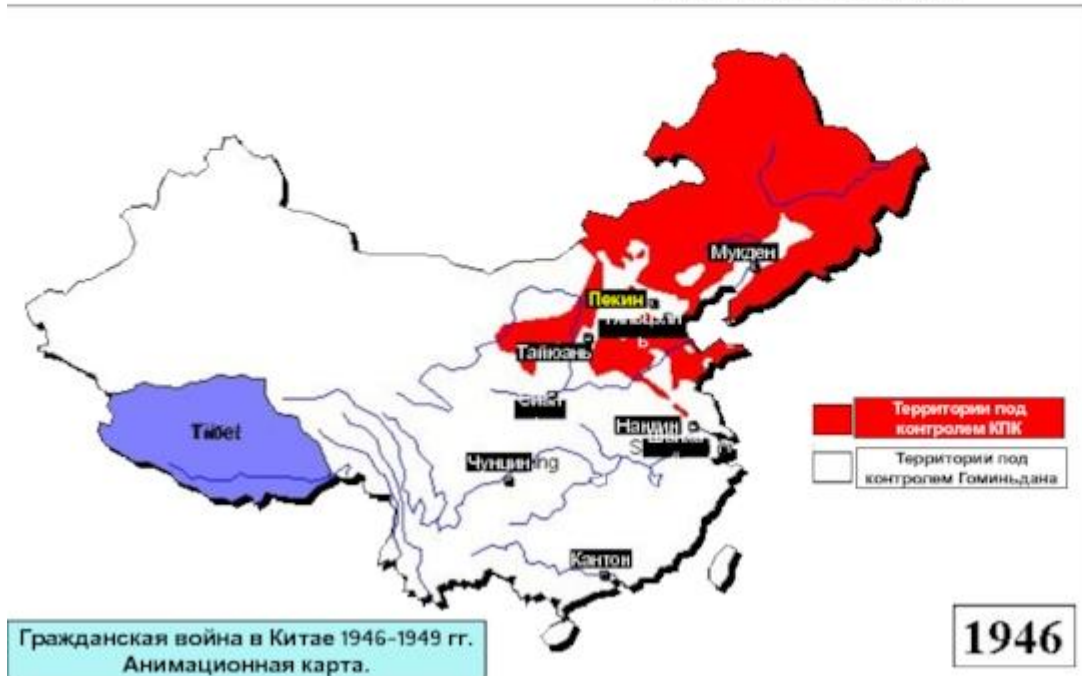 Мукден
Пекин
Тайюань
Нанкин
Чунцин
Кантон
Территории под
контролем КПК
Территории под
контролем Гоминьдана
Гражданская война в Китае 1946-1949 гг.
Анимационная карта.
1946